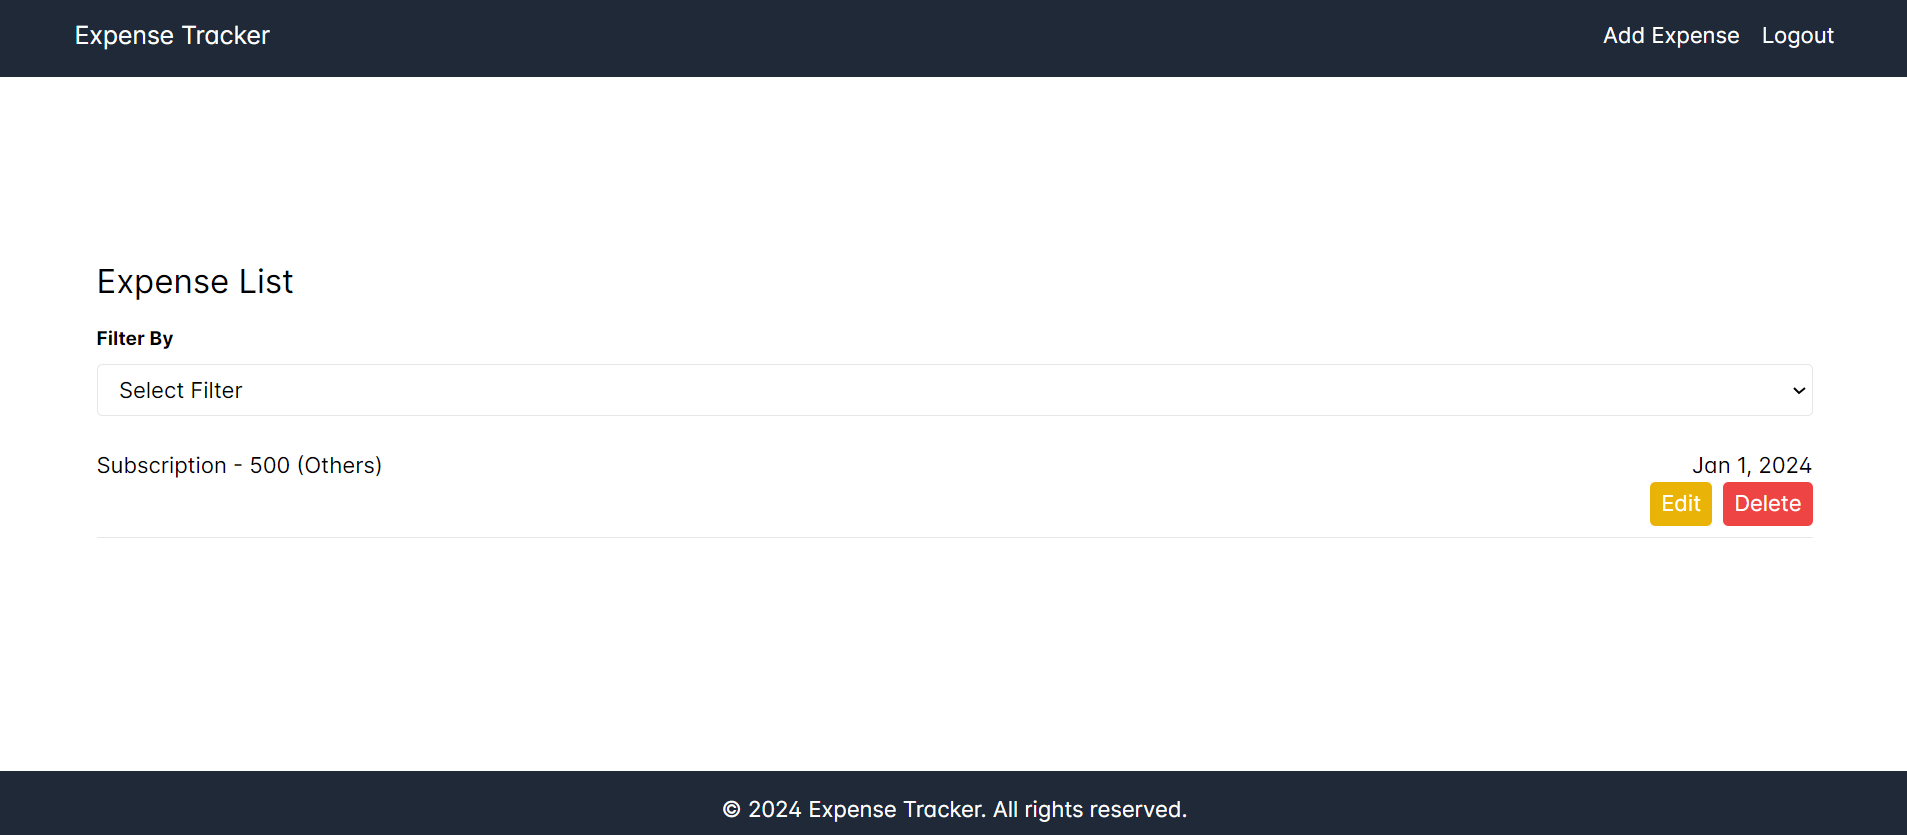 Expense Tracker Add Expense Logout
Expense List
Filter By
Select Filter
Subscription - 500 (Others) Jan 1, 2024
Edit Delete
© 2024 Expense Tracker. All rights reserved.